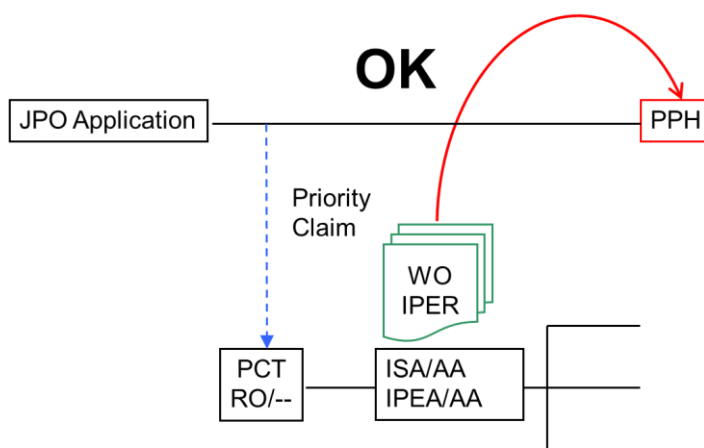 OK
JPO Application
PPH
Priority
Claim
WO
IPER
PCT
RO/--
ISA/AA
IPEA/AA